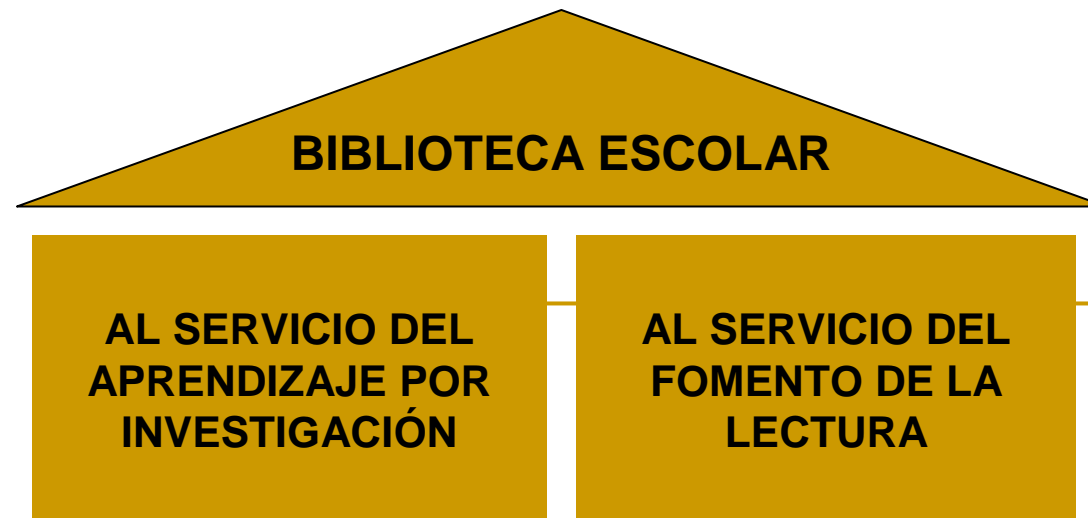 BIBLIOTECA ESCOLAR
AL SERVICIO DEL
APRENDIZAJE POR
INVESTIGACIÓN
AL SERVICIO DEL
FOMENTO DE LA
LECTURA